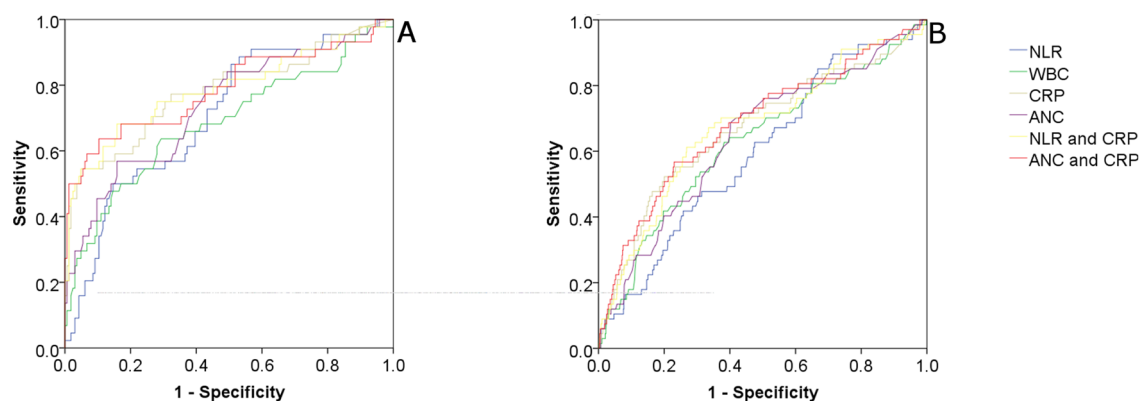 A
Sensitivity
1.0
0.8
0.6
0.4
0.2
0.0
0.0 0.2 0.4 0.6 0.8 1.0
1 - Specificity
B
Sensitivity
1.0
0.8
0.6
0.4
0.2
0.0
0.0 0.2 0.4 0.6 0.8 1.0
1 - Specificity
NLR
WBC
CRP
ANC
NLR and CRP
ANC and CRP